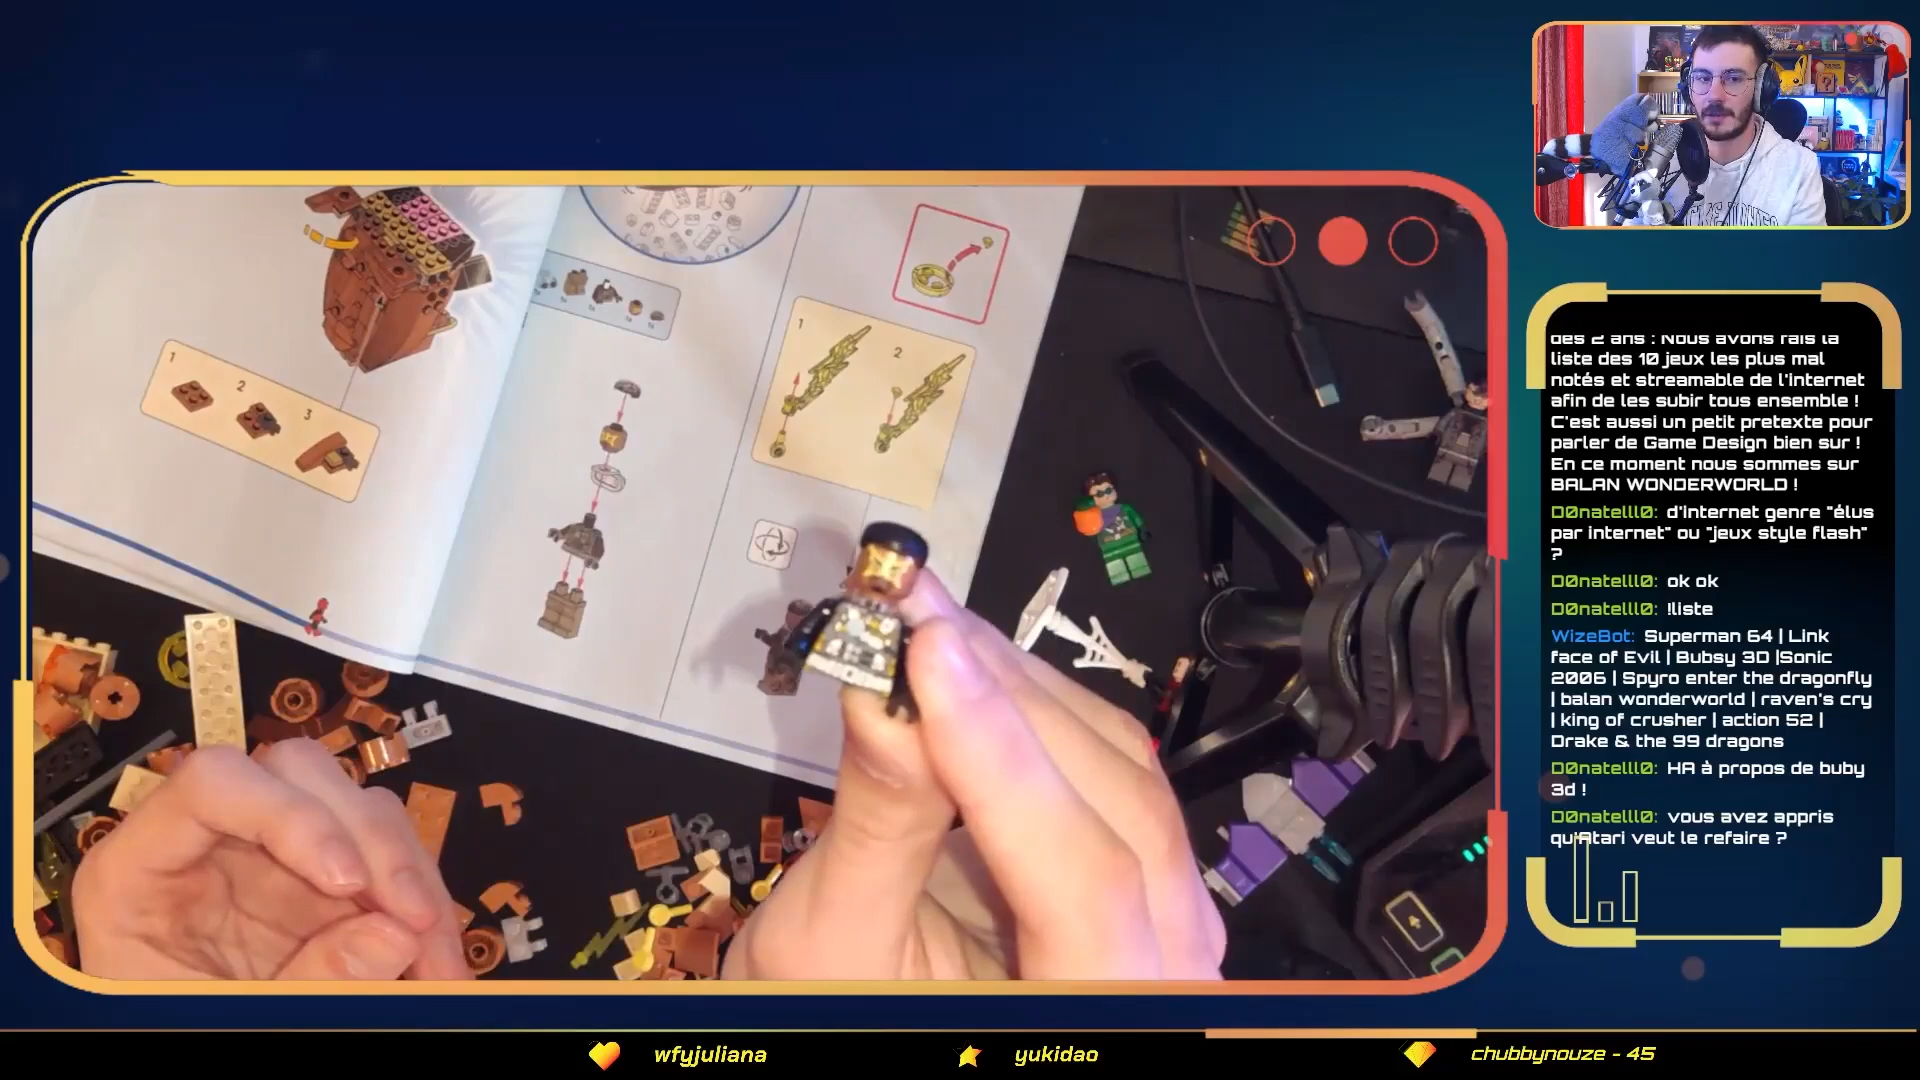 des 2 ans : Nous avons fais la
liste des 10 jeux les plus mal
notés et streamable de l'internet
afin de les subir tous ensemble !
C'est aussi un petit pretexte pour
parler de Game Design bien sur !
En ce moment nous sommes sur
BALAN WONDERWORLD !
D0natelll0: d'internet genre "élus
par internet" ou "jeux style flash"
?
D0natelll0: ok ok
D0natelll0: !liste
WizeBot: Superman 64 | Link
face of Evil | Bubsy 3D |Sonic
2006 | Spyro enter the dragonfly
| balan wonderworld | raven's cry
| king of crusher | action 52 |
Drake & the 99 dragons
D0natelll0: HA à propos de buby
3d !
D0natelll0: vous avez appris
qu'Atari veut le refaire ?
1
2
3
1
2
wfyjuliana
yukidao
chubbynouze - 45